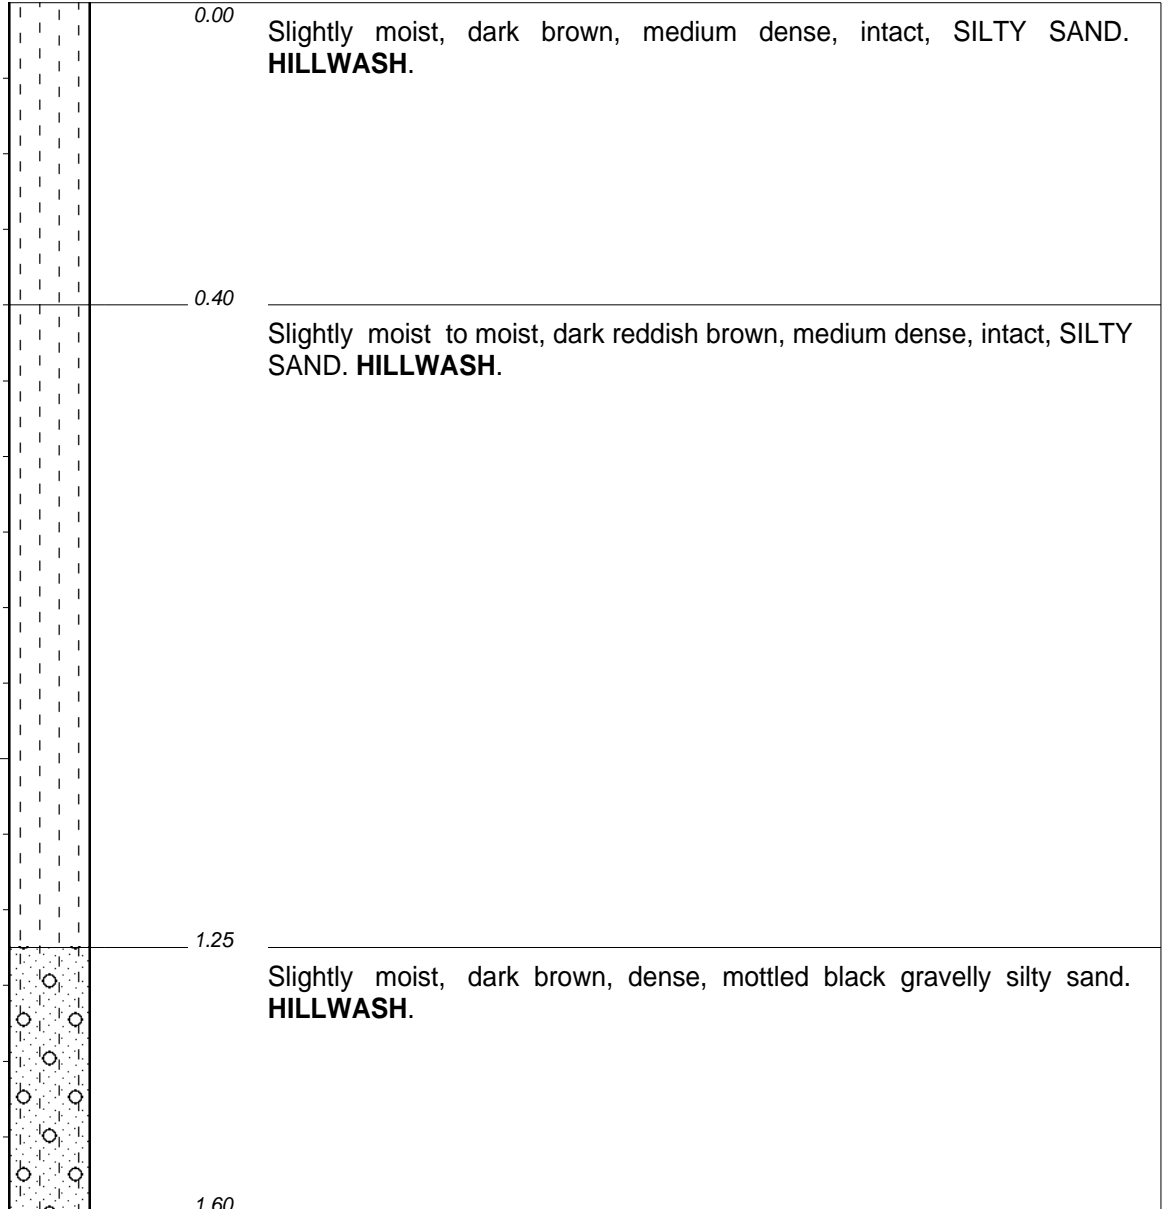 0.00
Slightly moist, dark brown, medium dense, intact, SILTY SAND.
HILLWASH.
0.40
Slightly moist to moist, dark reddish brown, medium dense, intact, SILTY
SAND. HILLWASH.
1.25
Slightly moist, dark brown, dense, mottled black gravelly silty sand.
HILLWASH.
1.60